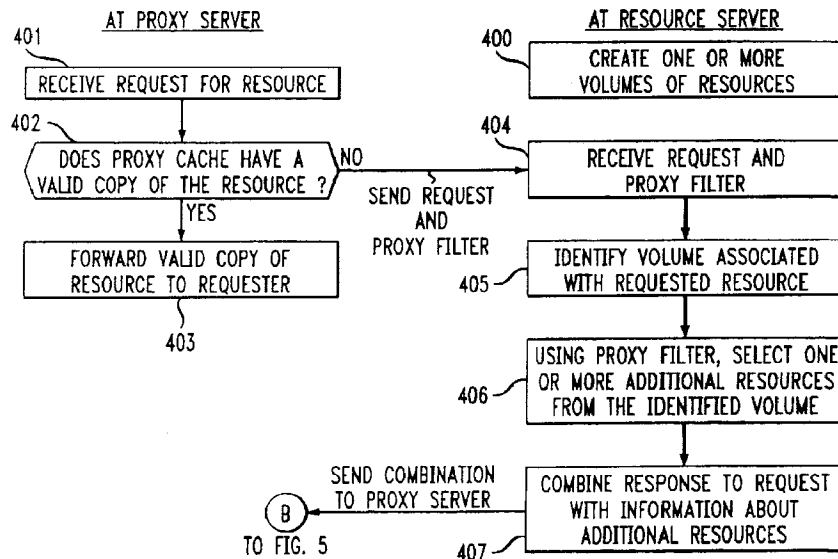 AT PROXY SERVER
401
RECEIVE REQUEST FOR RESOURCE
402
DOES PROXY CACHE HAVE A
VALID COPY OF THE RESOURCE ?
NO
YES
SEND REQUEST
AND
PROXY FILTER
FORWARD VALID COPY OF
RESOURCE TO REQUESTER
403
AT RESOURCE SERVER
400
CREATE ONE OR MORE
VOLUMES OF RESOURCES
404
RECEIVE REQUEST AND
PROXY FILTER
IDENTIFY VOLUME ASSOCIATED
WITH REQUESTED RESOURCE
405
USING PROXY FILTER, SELECT ONE
OR MORE ADDITIONAL RESOURCES
FROM THE IDENTIFIED VOLUME
406
COMBINE RESPONSE TO REQUEST
WITH INFORMATION ABOUT
ADDITIONAL RESOURCES
407
SEND COMBINATION
TO PROXY SERVER
B
TO FIG. 5